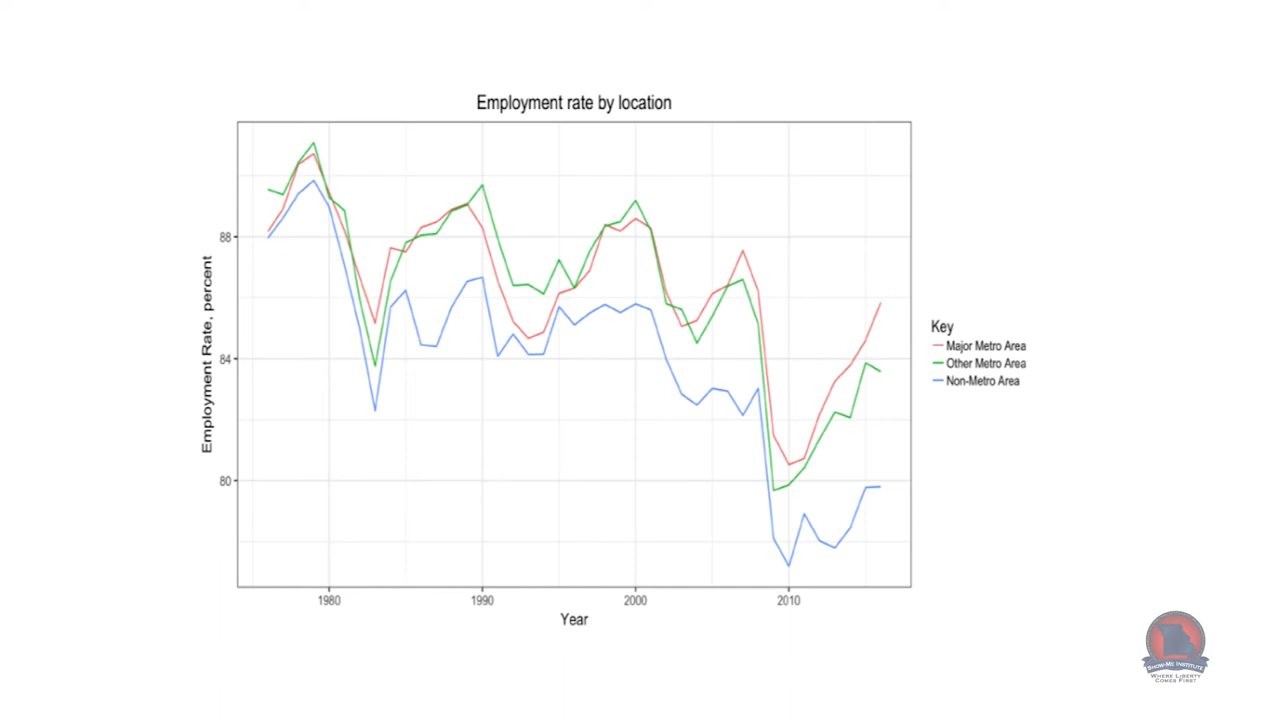 Employment rate by location
Employment Rate, percent
88
84
80
1980
1990
2000
2010
Year
Key
Major Metro Area
Other Metro Area
Non-Metro Area
SHOW-ME INSTITUTE
WHERE LIBERTY
COMES FIRST